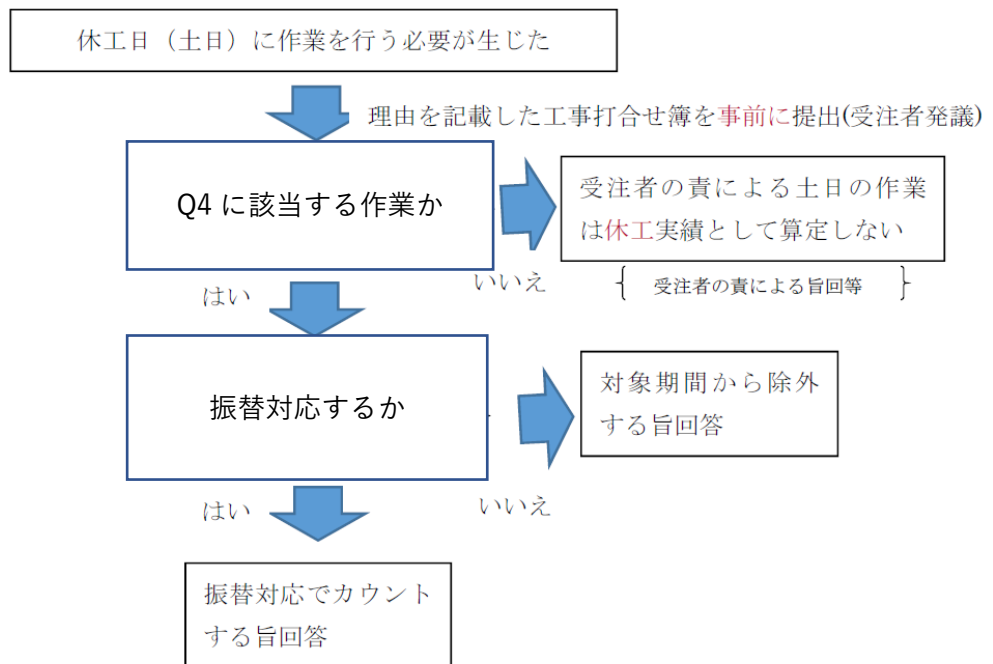 休工日（土日）に作業を行う必要が生じた
理由を記載した工事打合せ簿を事前に提出(受注者発議)
Q4 に該当する作業か
受注者の責による土日の作業
は休工実績として算定しない
いいえ
受注者の責による旨回等
はい
振替対応するか
対象期間から除外
する旨回答
いいえ
はい
振替対応でカウント
する旨回答